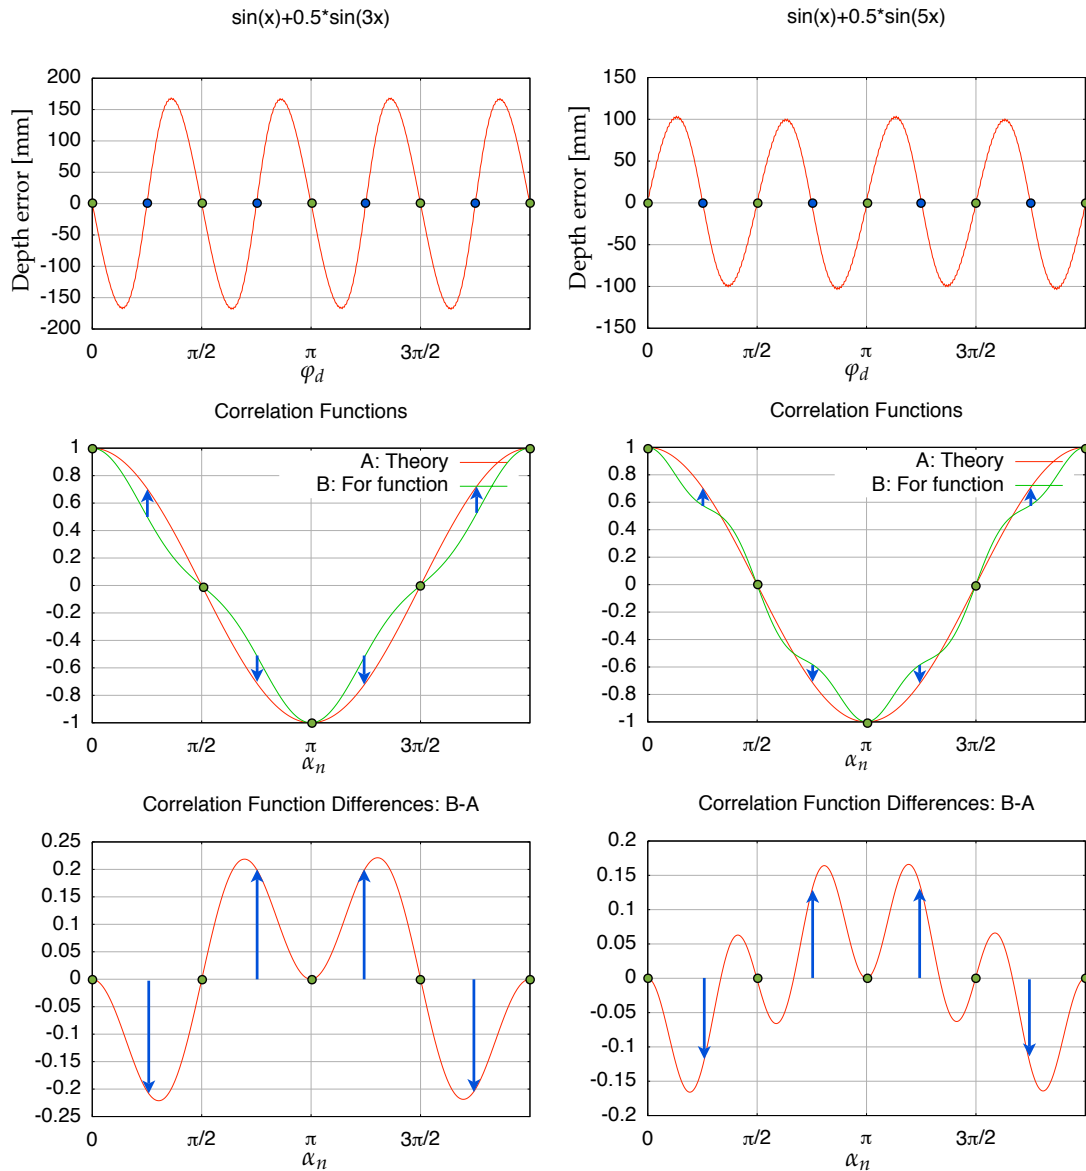 sin(x)+0.5*sin(3x)
200
150
100
50
0
-50
-100
-150
-200
Depth error [mm]
0 π/2 π 3π/2
φd
sin(x)+0.5*sin(5x)
150
100
50
0
-50
-100
-150
Depth error [mm]
0 π/2 π 3π/2
φd
Correlation Functions
A: Theory
B: For function
1
0.8
0.6
0.4
0.2
0
-0.2
-0.4
-0.6
-0.8
-1
0 π/2 π 3π/2
αn
Correlation Functions
A: Theory
B: For function
1
0.8
0.6
0.4
0.2
0
-0.2
-0.4
-0.6
-0.8
-1
0 π/2 π 3π/2
αn
Correlation Function Differences: B-A
0.25
0.2
0.15
0.1
0.05
0
-0.05
-0.1
-0.15
-0.2
-0.25
0 π/2 π 3π/2
αn
Correlation Function Differences: B-A
0.2
0.15
0.1
0.05
0
-0.05
-0.1
-0.15
-0.2
0 π/2 π 3π/2
αn